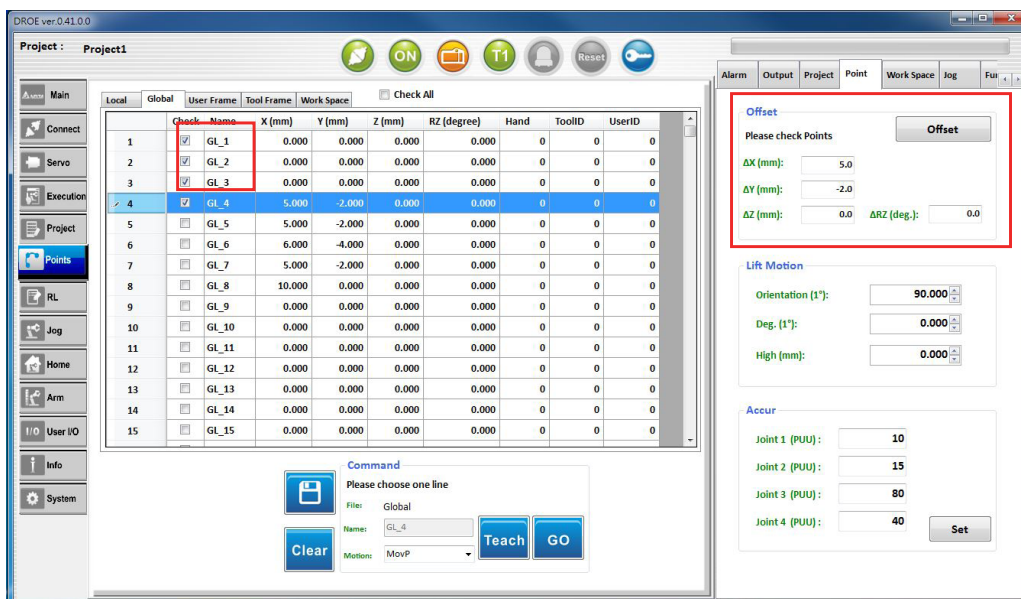 DROE ver.0.41.0.0
Project : Project1
ON T1 Reset
Alarm Output Project Point Work Space Jog
Main
Connect
Servo
Execution
Project
Points
RL
Jog
Home
Arm
I/O User I/O
Info
System
Local Global User Frame Tool Frame Work Space Check All
Check Name X (mm) Y (mm) Z (mm) RZ (degree) Hand ToolID UserID
1 GL_1 0.000 0.000 0.000 0.000 0 0 0
2 GL_2 0.000 0.000 0.000 0.000 0 0 0
3 GL_3 0.000 0.000 0.000 0.000 0 0 0
4 GL_4 5.000 -2.000 0.000 0.000 0 0 0
5 GL_5 5.000 -2.000 0.000 0.000 0 0 0
6 GL_6 6.000 -4.000 0.000 0.000 0 0 0
7 GL_7 5.000 -2.000 0.000 0.000 0 0 0
8 GL_8 10.000 0.000 0.000 0.000 0 0 0
9 GL_9 0.000 0.000 0.000 0.000 0 0 0
10 GL_10 0.000 0.000 0.000 0.000 0 0 0
11 GL_11 0.000 0.000 0.000 0.000 0 0 0
12 GL_12 0.000 0.000 0.000 0.000 0 0 0
13 GL_13 0.000 0.000 0.000 0.000 0 0 0
14 GL_14 0.000 0.000 0.000 0.000 0 0 0
15 GL_15 0.000 0.000 0.000 0.000 0 0 0
Command
Please choose one line
File: Global
Name: GL_4
Motion: MovP
Clear
Teach GO
Offset
Please check Points Offset
ΔX (mm): 5.0
ΔY (mm): -2.0
ΔZ (mm): 0.0 ΔRZ (deg.): 0.0
Lift Motion
Orientation (1°): 90.000
Deg. (1°): 0.000
High (mm): 0.000
Accur
Joint 1 (PUU) : 10
Joint 2 (PUU) : 15
Joint 3 (PUU) : 80
Joint 4 (PUU) : 40
Set